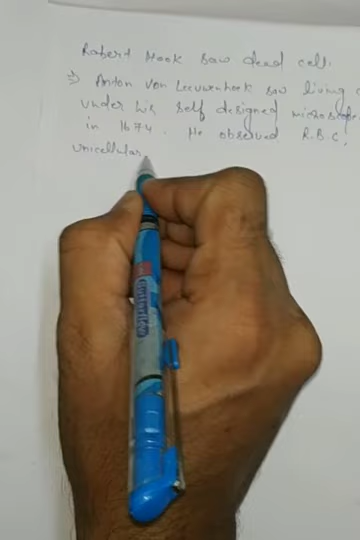 Robert Hook saw dead cell.
⇒ Anton Von Leeuwenhoek saw living c
under his self designed microscope
in 1674. He observed R.B.C,
unicellular